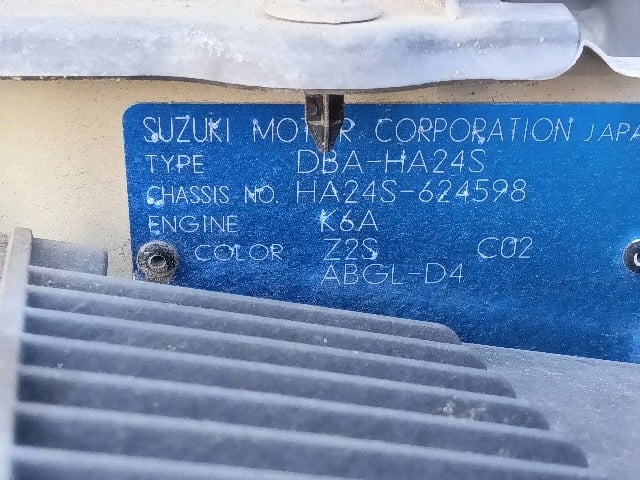 SUZUKI MOTOR CORPORATION JAPA
TYPE DBA-HA24S
CHASSIS NO. HA24S-624598
ENGINE K6A
COLOR Z2S C02
ABGL-D4